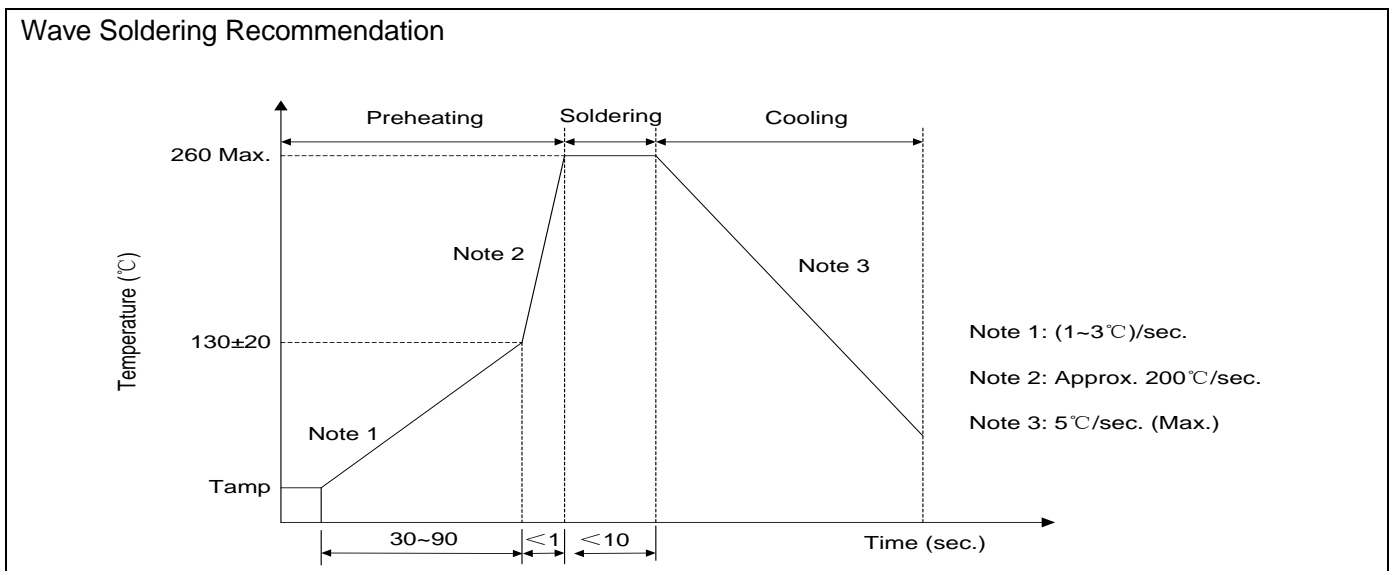 Wave Soldering Recommendation
Preheating
Soldering
Cooling
260 Max.
Note 2
Note 3
Temperature (℃)
130±20
Note 1: (1~3℃)/sec.
Note 2: Approx. 200℃/sec.
Note 3: 5℃/sec. (Max.)
Note 1
Tamp
30~90
<1
<10
Time (sec.)